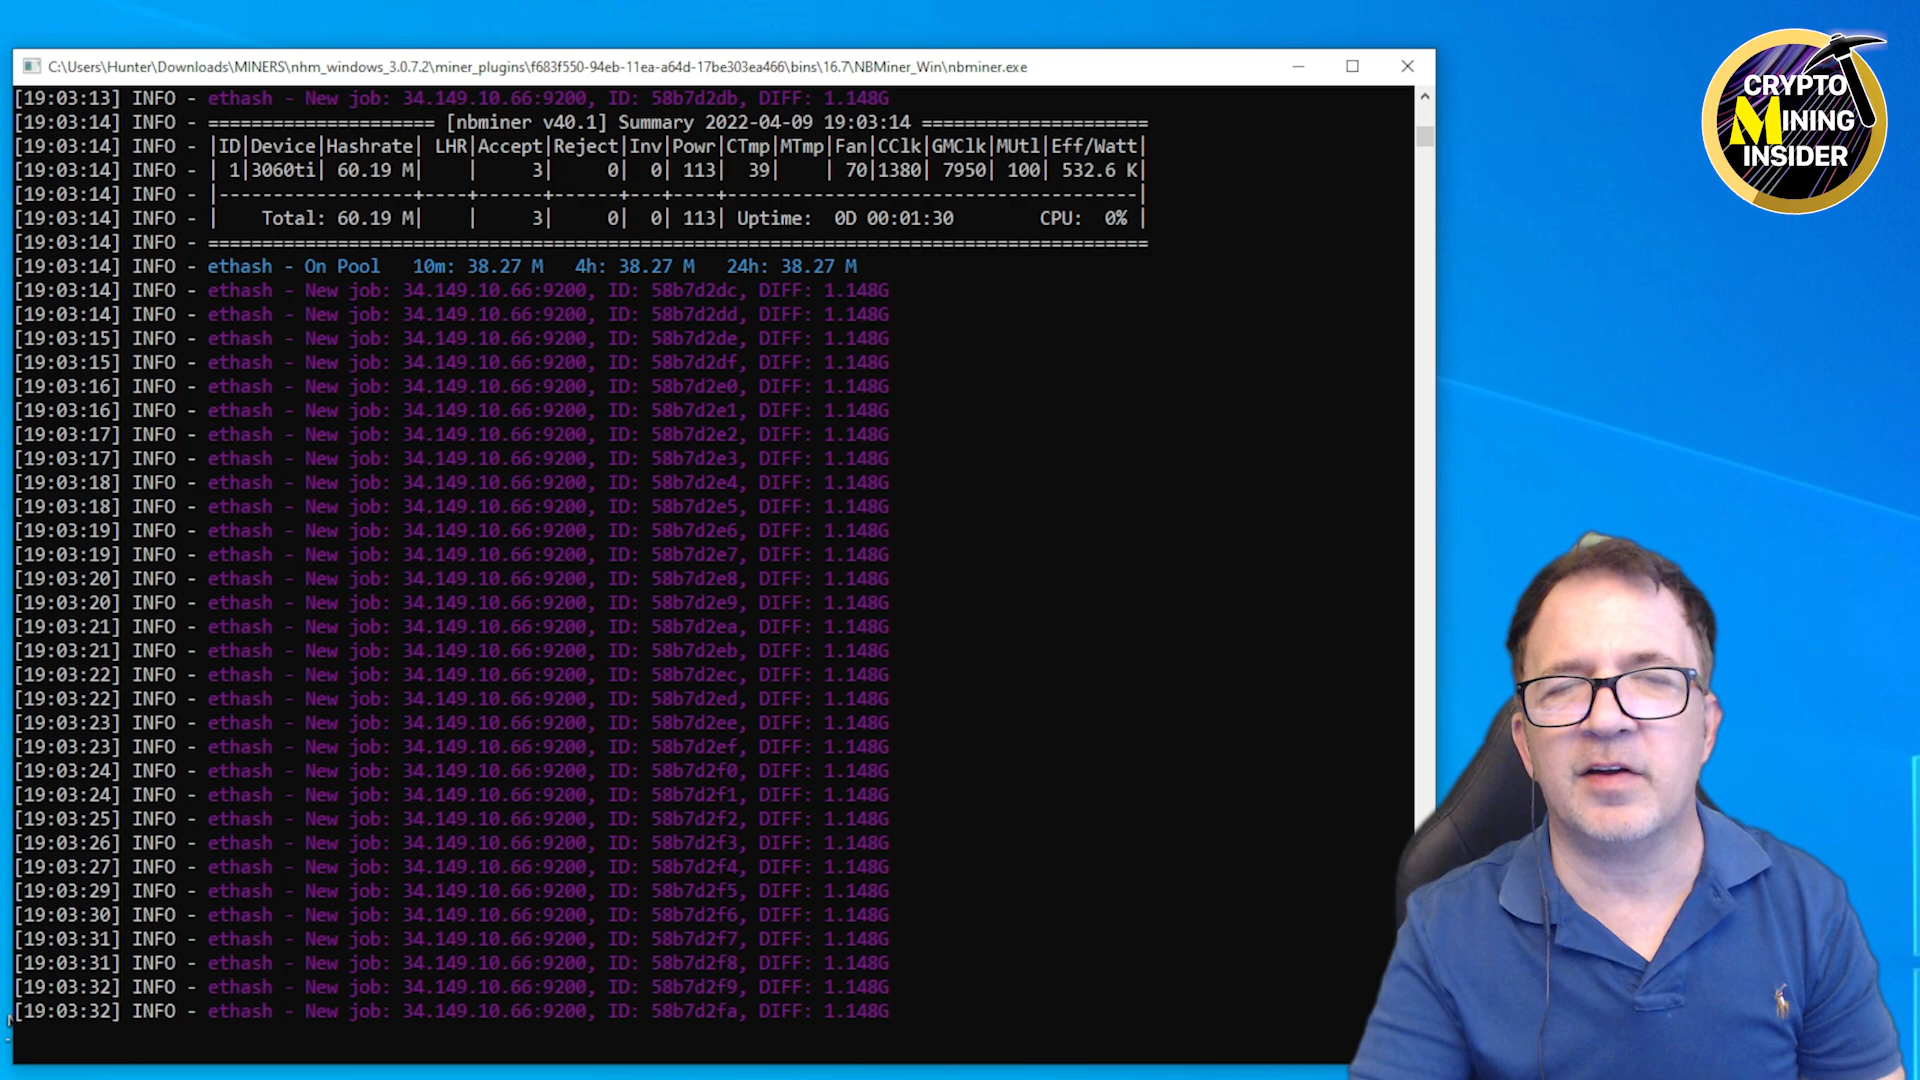 C:\Users\Hunter\Downloads\MINERS\nhm_windows_3.0.7.2\miner_plugins\f683f550-94eb-11ea-a64d-17be303ea466\bins\16.7\NBMiner_Win\nbminer.exe
[19:03:13] INFO - ethash - New job: 34.149.10.66:9200, ID: 58b7d2db, DIFF: 1.148G
[19:03:14] INFO - ===================== [nbminer v40.1] Summary 2022-04-09 19:03:14 =====================
[19:03:14] INFO - |ID|Device|Hashrate| LHR|Accept|Reject|Inv|Powr|CTmp|MTmp|Fan|CClk|GMClk|MUtl|Eff/Watt|
[19:03:14] INFO - | 1|3060ti| 60.19 M|    |     3|     0|  0| 113|  39|    | 70|1380| 7950| 100| 532.6 K|
[19:03:14] INFO - |------------------+----+------+------+---+----+--------------------------------------|
[19:03:14] INFO - |    Total: 60.19 M|    |     3|     0|  0| 113| Uptime:  0D 00:01:30        CPU:  0% |
[19:03:14] INFO - =======================================================================================
[19:03:14] INFO - ethash - On Pool   10m: 38.27 M   4h: 38.27 M   24h: 38.27 M
[19:03:14] INFO - ethash - New job: 34.149.10.66:9200, ID: 58b7d2dc, DIFF: 1.148G
[19:03:14] INFO - ethash - New job: 34.149.10.66:9200, ID: 58b7d2dd, DIFF: 1.148G
[19:03:15] INFO - ethash - New job: 34.149.10.66:9200, ID: 58b7d2de, DIFF: 1.148G
[19:03:15] INFO - ethash - New job: 34.149.10.66:9200, ID: 58b7d2df, DIFF: 1.148G
[19:03:16] INFO - ethash - New job: 34.149.10.66:9200, ID: 58b7d2e0, DIFF: 1.148G
[19:03:16] INFO - ethash - New job: 34.149.10.66:9200, ID: 58b7d2e1, DIFF: 1.148G
[19:03:17] INFO - ethash - New job: 34.149.10.66:9200, ID: 58b7d2e2, DIFF: 1.148G
[19:03:17] INFO - ethash - New job: 34.149.10.66:9200, ID: 58b7d2e3, DIFF: 1.148G
[19:03:18] INFO - ethash - New job: 34.149.10.66:9200, ID: 58b7d2e4, DIFF: 1.148G
[19:03:18] INFO - ethash - New job: 34.149.10.66:9200, ID: 58b7d2e5, DIFF: 1.148G
[19:03:19] INFO - ethash - New job: 34.149.10.66:9200, ID: 58b7d2e6, DIFF: 1.148G
[19:03:19] INFO - ethash - New job: 34.149.10.66:9200, ID: 58b7d2e7, DIFF: 1.148G
[19:03:20] INFO - ethash - New job: 34.149.10.66:9200, ID: 58b7d2e8, DIFF: 1.148G
[19:03:20] INFO - ethash - New job: 34.149.10.66:9200, ID: 58b7d2e9, DIFF: 1.148G
[19:03:21] INFO - ethash - New job: 34.149.10.66:9200, ID: 58b7d2ea, DIFF: 1.148G
[19:03:21] INFO - ethash - New job: 34.149.10.66:9200, ID: 58b7d2eb, DIFF: 1.148G
[19:03:22] INFO - ethash - New job: 34.149.10.66:9200, ID: 58b7d2ec, DIFF: 1.148G
[19:03:22] INFO - ethash - New job: 34.149.10.66:9200, ID: 58b7d2ed, DIFF: 1.148G
[19:03:23] INFO - ethash - New job: 34.149.10.66:9200, ID: 58b7d2ee, DIFF: 1.148G
[19:03:23] INFO - ethash - New job: 34.149.10.66:9200, ID: 58b7d2ef, DIFF: 1.148G
[19:03:24] INFO - ethash - New job: 34.149.10.66:9200, ID: 58b7d2f0, DIFF: 1.148G
[19:03:24] INFO - ethash - New job: 34.149.10.66:9200, ID: 58b7d2f1, DIFF: 1.148G
[19:03:25] INFO - ethash - New job: 34.149.10.66:9200, ID: 58b7d2f2, DIFF: 1.148G
[19:03:26] INFO - ethash - New job: 34.149.10.66:9200, ID: 58b7d2f3, DIFF: 1.148G
[19:03:27] INFO - ethash - New job: 34.149.10.66:9200, ID: 58b7d2f4, DIFF: 1.148G
[19:03:29] INFO - ethash - New job: 34.149.10.66:9200, ID: 58b7d2f5, DIFF: 1.148G
[19:03:30] INFO - ethash - New job: 34.149.10.66:9200, ID: 58b7d2f6, DIFF: 1.148G
[19:03:31] INFO - ethash - New job: 34.149.10.66:9200, ID: 58b7d2f7, DIFF: 1.148G
[19:03:31] INFO - ethash - New job: 34.149.10.66:9200, ID: 58b7d2f8, DIFF: 1.148G
[19:03:32] INFO - ethash - New job: 34.149.10.66:9200, ID: 58b7d2f9, DIFF: 1.148G
[19:03:32] INFO - ethash - New job: 34.149.10.66:9200, ID: 58b7d2fa, DIFF: 1.148G
CRYPTO
MINING
INSIDER